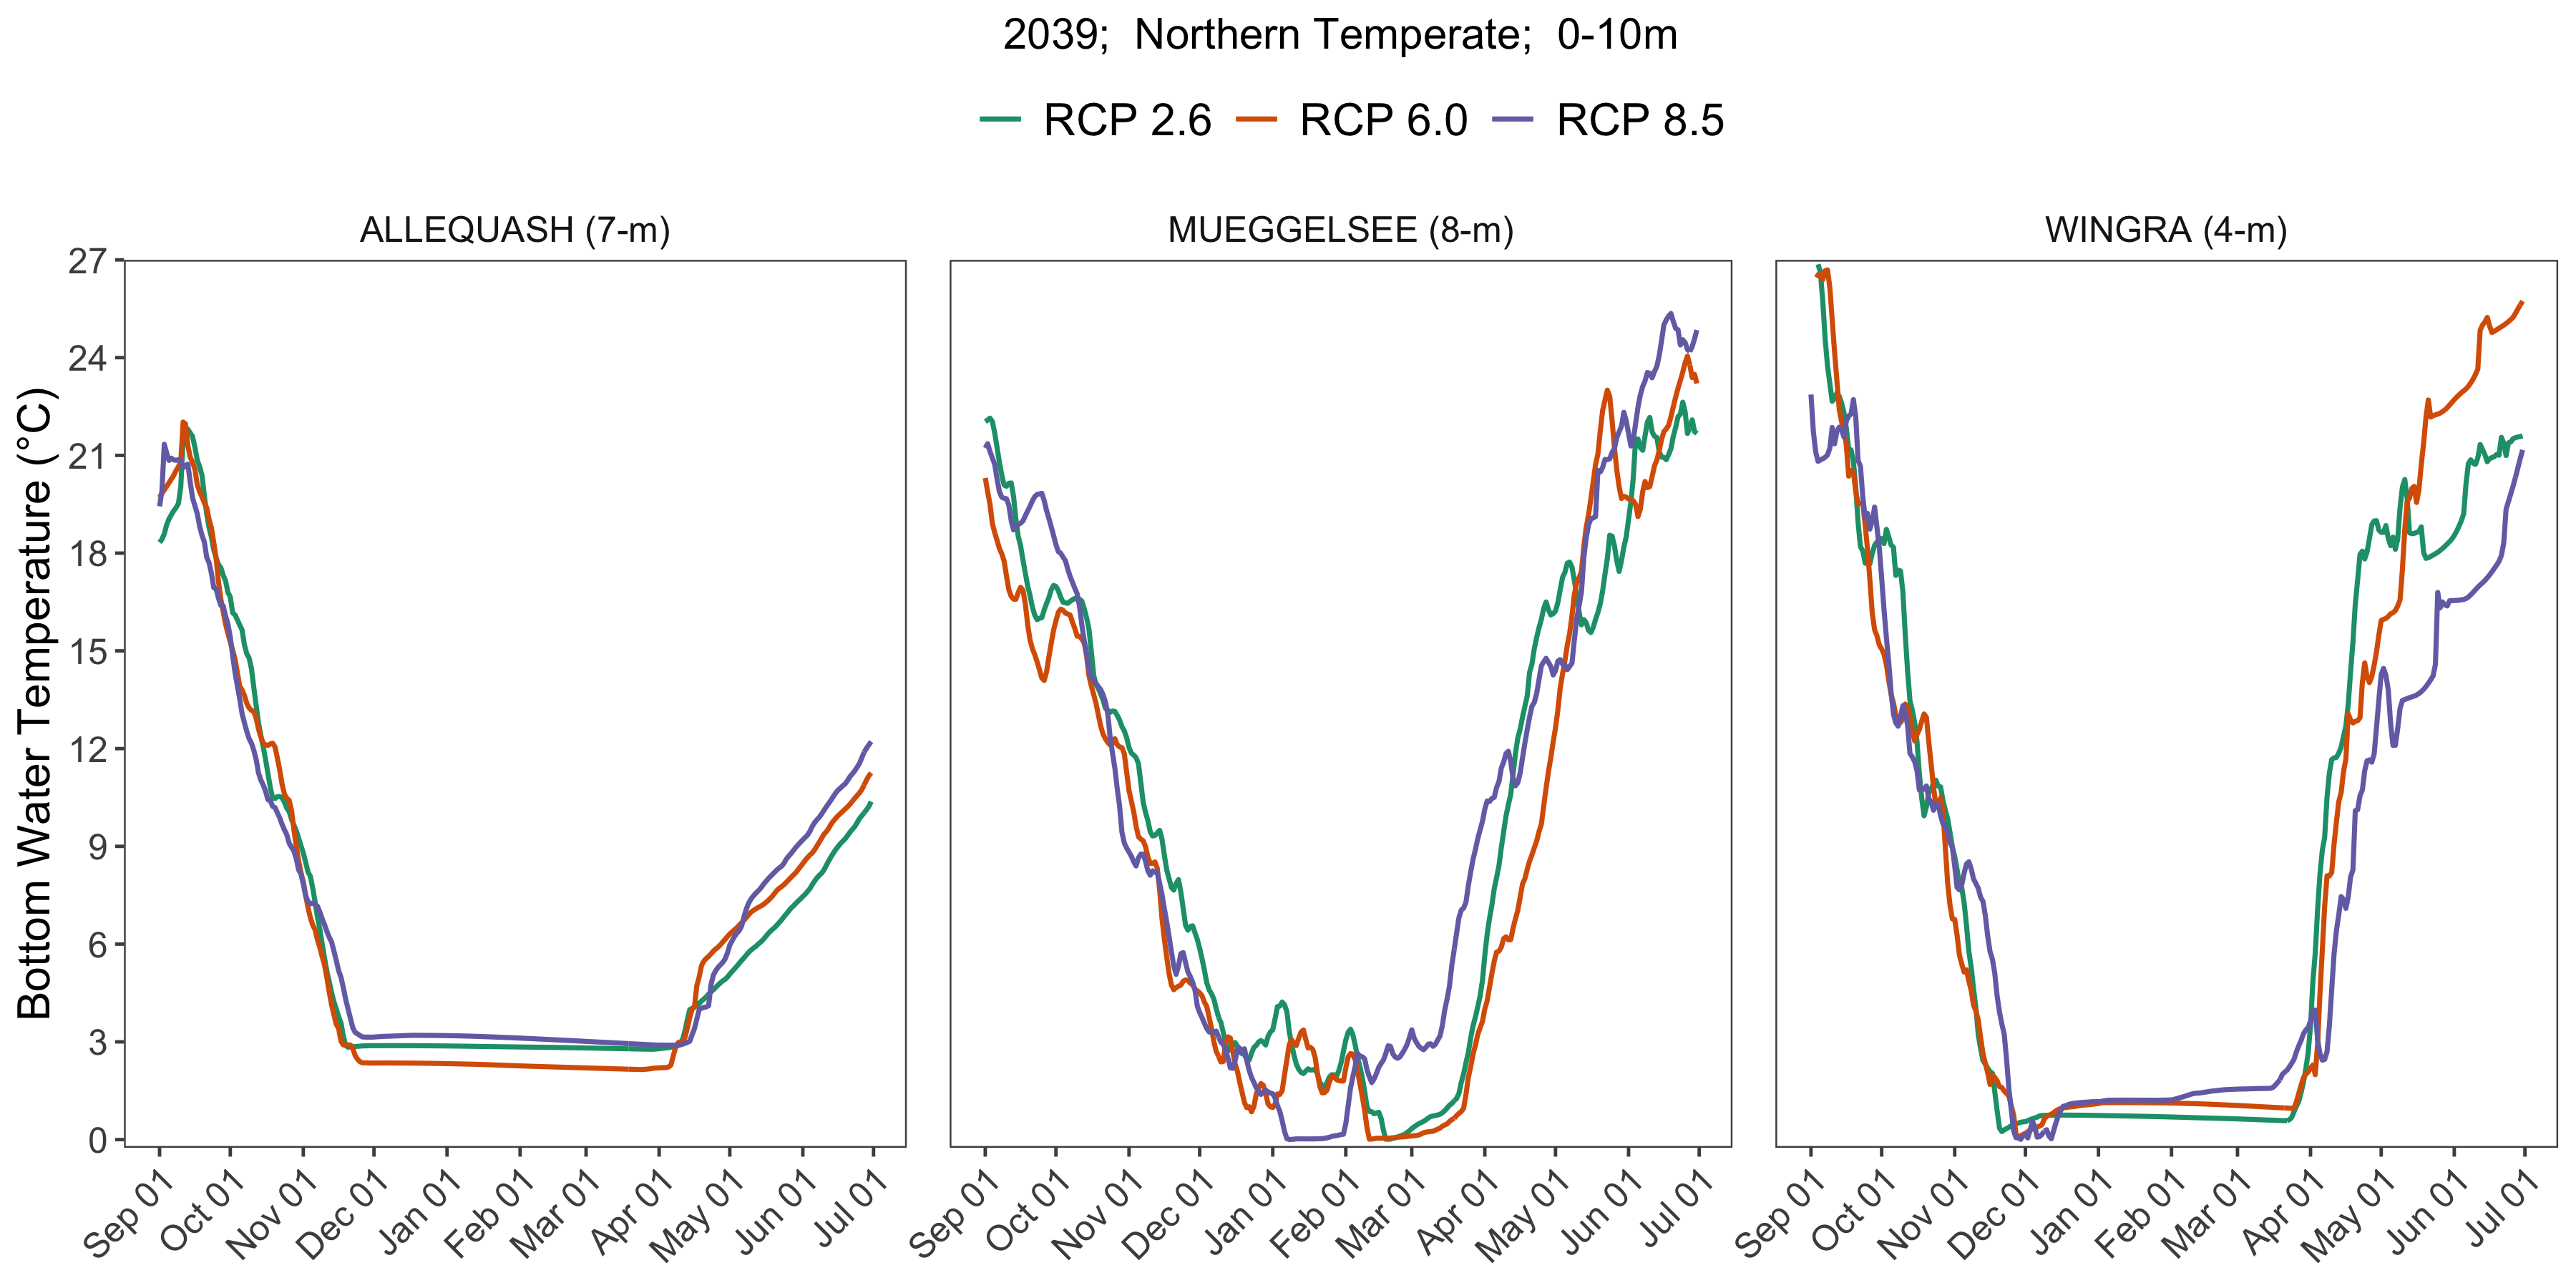 2039; Northern Temperate; 0-10m
RCP 2.6 RCP 6.0 RCP 8.5
ALLEQUASH (7-m) MUEGGELSEE (8-m) WINGRA (4-m)
Bottom Water Temperature (°C)
27
24
21
18
15
12
9
6
3
0
Sep 01 Oct 01 Nov 01 Dec 01 Jan 01 Feb 01 Mar 01 Apr 01 May 01 Jun 01 Jul 01
Sep 01 Oct 01 Nov 01 Dec 01 Jan 01 Feb 01 Mar 01 Apr 01 May 01 Jun 01 Jul 01
Sep 01 Oct 01 Nov 01 Dec 01 Jan 01 Feb 01 Mar 01 Apr 01 May 01 Jun 01 Jul 01